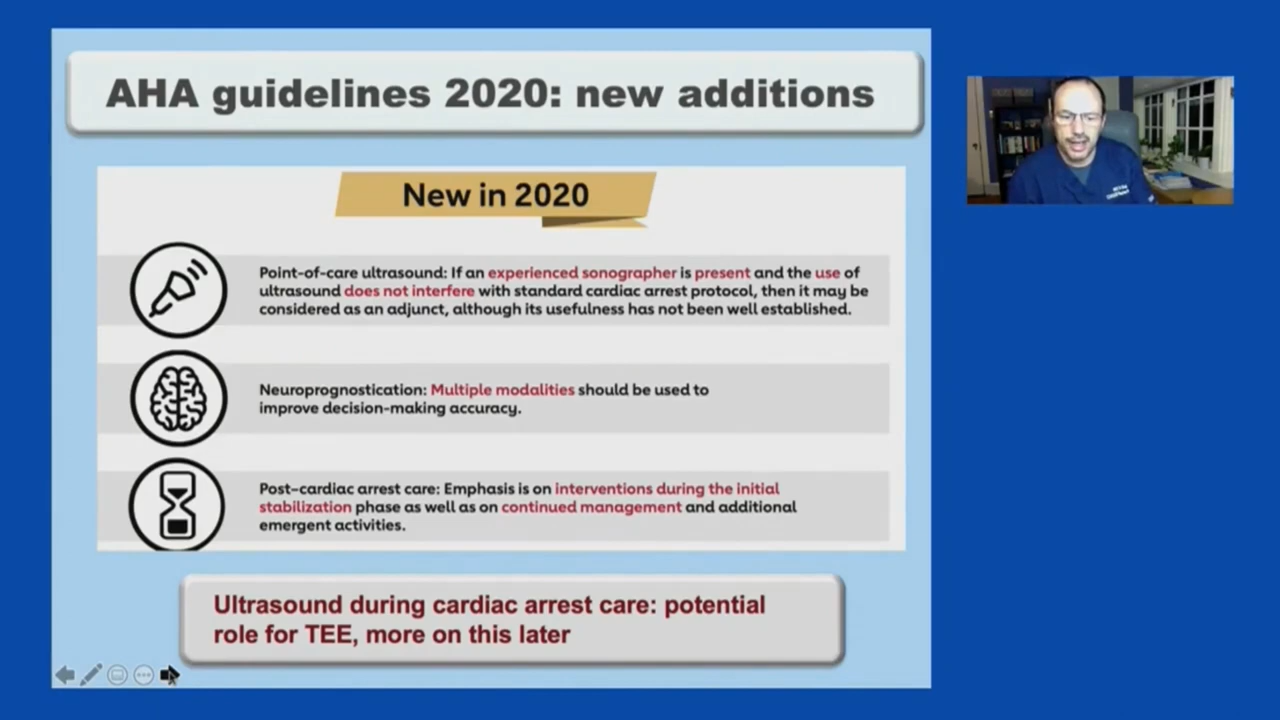 AHA guidelines 2020: new additions
New in 2020
Point-of-care ultrasound: If an experienced sonographer is present and the use of
ultrasound does not interfere with standard cardiac arrest protocol, then it may be
considered as an adjunct, although its usefulness has not been well established.
Neuroprognostication: Multiple modalities should be used to
improve decision-making accuracy.
Post–cardiac arrest care: Emphasis is on interventions during the initial
stabilization phase as well as on continued management and additional
emergent activities.
Ultrasound during cardiac arrest care: potential
role for TEE, more on this later